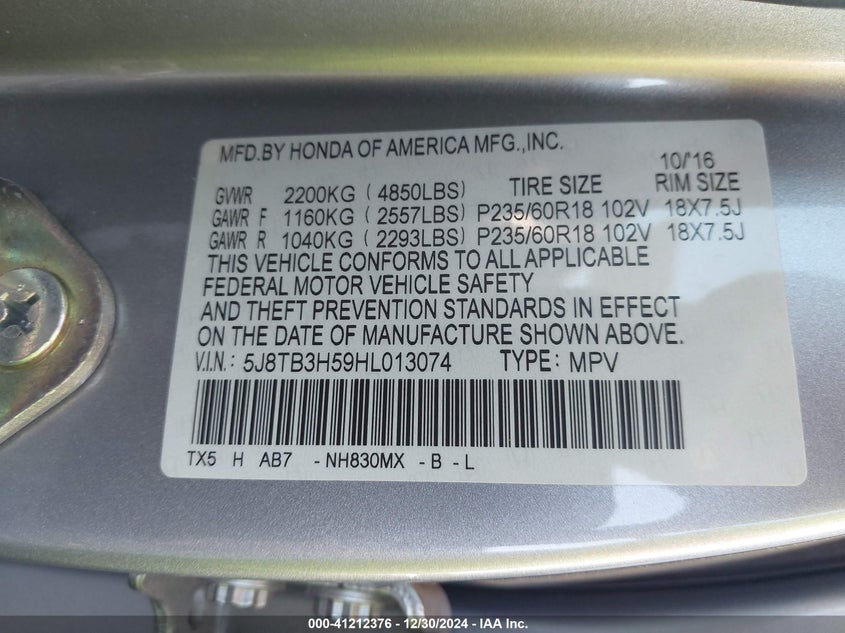 MFD.BY HONDA OF AMERICA MFG.,INC.
10/'16
GVWR 2200KG ( 4850LBS) TIRE SIZE RIM SIZE
GAWR F 1160KG ( 2557LBS) P235/60R18 102V 18X7.5J
GAWR R 1040KG ( 2293LBS) P235/60R18 102V 18X7.5J
THIS VEHICLE CONFORMS TO ALL APPLICABLE
FEDERAL MOTOR VEHICLE SAFETY
AND THEFT PREVENTION STANDARDS IN EFFECT
ON THE DATE OF MANUFACTURE SHOWN ABOVE.
V.I.N.: 5J8TB3H59HL013074 TYPE: MPV
TX5 H AB7 -NH830MX -B -L
000-41212376 - 12/30/2024 - IAA Inc.